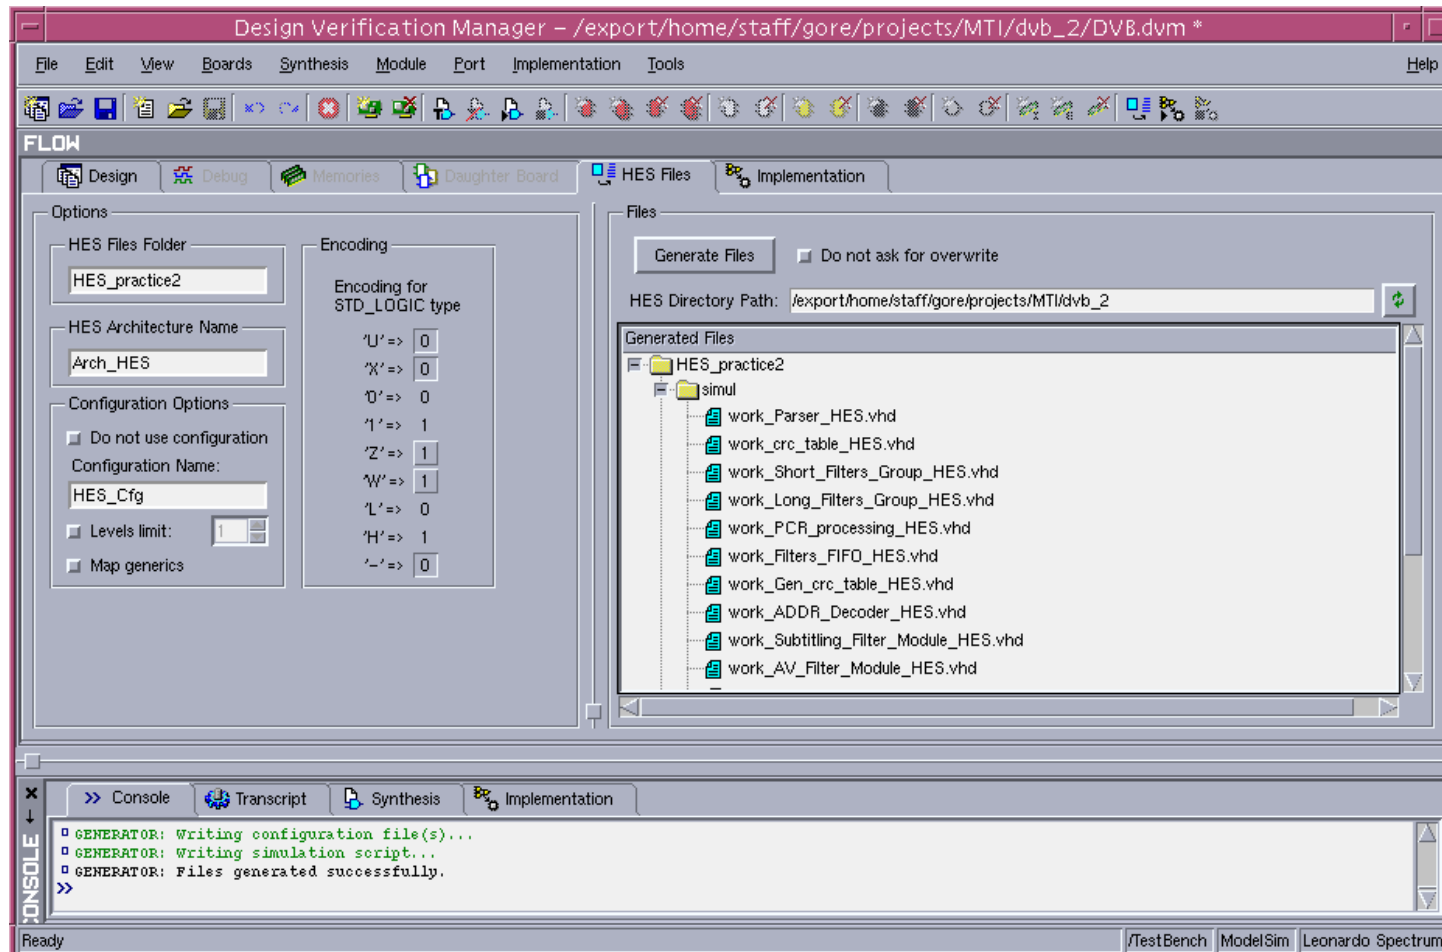 Design Verification Manager – /export/home/staff/gore/projects/MTI/dvb_2/DVB.dvm *
File Edit View Boards Synthesis Module Port Implementation Tools Help
FLOW
Design Debug Memories Daughter Board HES Files Implementation
Options
HES Files Folder
HES_practice2
HES Architecture Name
Arch_HES
Configuration Options
Do not use configuration
Configuration Name:
HES_Cfg
Levels limit: 1
Map generics
Encoding
Encoding for
STD_LOGIC type
'U' => 0
'X' => 0
'0' => 0
'1' => 1
'Z' => 1
'W' => 1
'L' => 0
'H' => 1
'–' => 0
Files
Generate Files Do not ask for overwrite
HES Directory Path: /export/home/staff/gore/projects/MTI/dvb_2
Generated Files
HES_practice2
simul
work_Parser_HES.vhd
work_crc_table_HES.vhd
work_Short_Filters_Group_HES.vhd
work_Long_Filters_Group_HES.vhd
work_PCR_processing_HES.vhd
work_Filters_FIFO_HES.vhd
work_Gen_crc_table_HES.vhd
work_ADDR_Decoder_HES.vhd
work_Subtitling_Filter_Module_HES.vhd
work_AV_Filter_Module_HES.vhd
CONSOLE
>> Console Transcript Synthesis Implementation
GENERATOR: Writing configuration file(s)...
GENERATOR: Writing simulation script...
GENERATOR: Files generated successfully.
>>
Ready /TestBench ModelSim Leonardo Spectrum